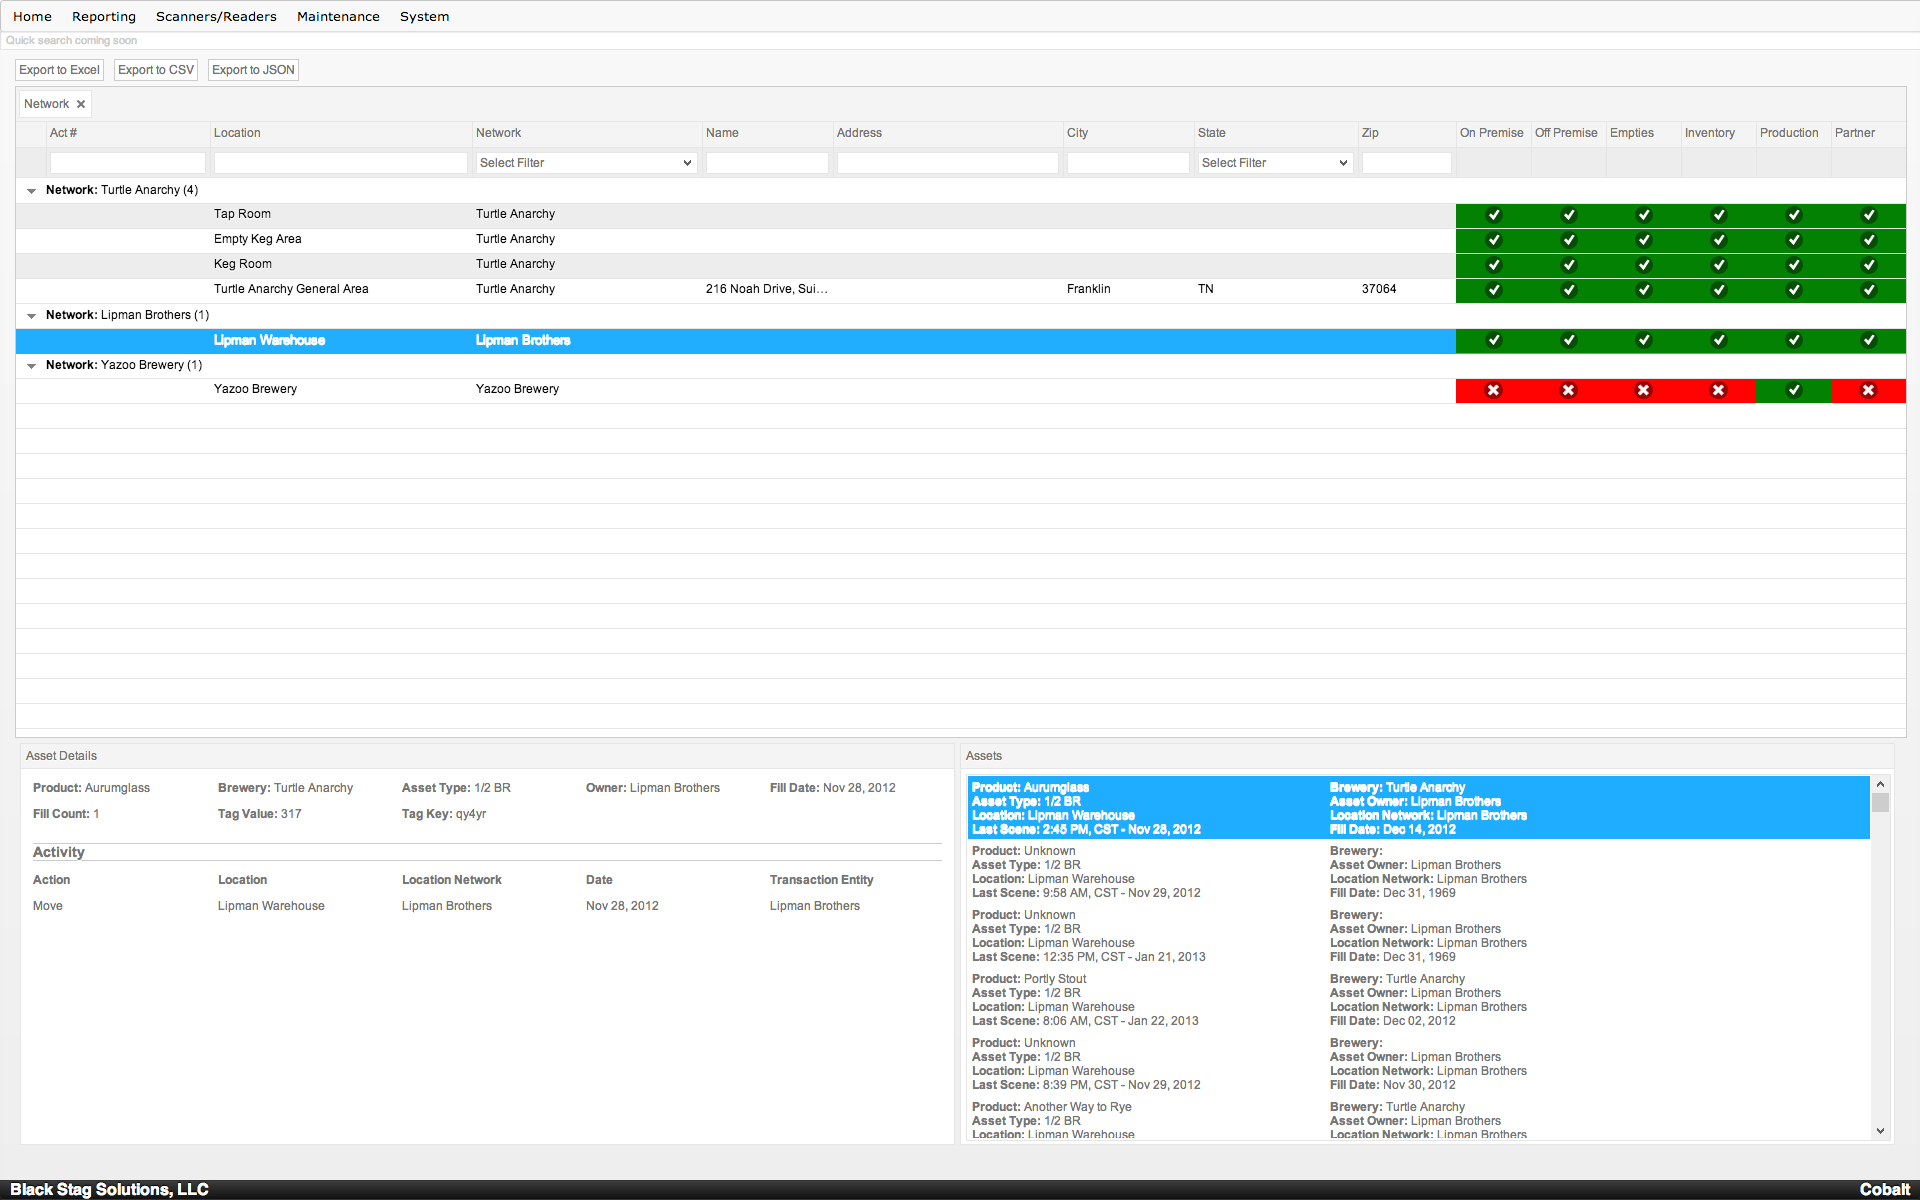 Home Reporting Scanners/Readers Maintenance System
Quick search coming soon
Export to Excel Export to CSV Export to JSON
Network
Act # Location Network Name Address City State Zip On Premise Off Premise Empties Inventory Production Partner
Select Filter Select Filter
Network: Turtle Anarchy (4)
Tap Room Turtle Anarchy
Empty Keg Area Turtle Anarchy
Keg Room Turtle Anarchy
Turtle Anarchy General Area Turtle Anarchy 216 Noah Drive, Sui... Franklin TN 37064
Network: Lipman Brothers (1)
Lipman Warehouse Lipman Brothers
Network: Yazoo Brewery (1)
Yazoo Brewery Yazoo Brewery
Asset Details
Product: Aurumglass Brewery: Turtle Anarchy Asset Type: 1/2 BR Owner: Lipman Brothers Fill Date: Nov 28, 2012
Fill Count: 1 Tag Value: 317 Tag Key: qy4yr
Activity
Action Location Location Network Date Transaction Entity
Move Lipman Warehouse Lipman Brothers Nov 28, 2012 Lipman Brothers
Assets
Product: Aurumglass Brewery: Turtle Anarchy
Asset Type: 1/2 BR Asset Owner: Lipman Brothers
Location: Lipman Warehouse Location Network: Lipman Brothers
Last Scene: 2:45 PM, CST - Nov 28, 2012 Fill Date: Dec 14, 2012
Product: Unknown Brewery:
Asset Type: 1/2 BR Asset Owner: Lipman Brothers
Location: Lipman Warehouse Location Network: Lipman Brothers
Last Scene: 9:58 AM, CST - Nov 29, 2012 Fill Date: Dec 31, 1969
Product: Unknown Brewery:
Asset Type: 1/2 BR Asset Owner: Lipman Brothers
Location: Lipman Warehouse Location Network: Lipman Brothers
Last Scene: 12:35 PM, CST - Jan 21, 2013 Fill Date: Dec 31, 1969
Product: Portly Stout Brewery: Turtle Anarchy
Asset Type: 1/2 BR Asset Owner: Lipman Brothers
Location: Lipman Warehouse Location Network: Lipman Brothers
Last Scene: 8:06 AM, CST - Jan 22, 2013 Fill Date: Dec 02, 2012
Product: Unknown Brewery:
Asset Type: 1/2 BR Asset Owner: Lipman Brothers
Location: Lipman Warehouse Location Network: Lipman Brothers
Last Scene: 8:39 PM, CST - Nov 29, 2012 Fill Date: Nov 30, 2012
Product: Another Way to Rye Brewery: Turtle Anarchy
Asset Type: 1/2 BR Asset Owner: Lipman Brothers
Location: Lipman Warehouse Location Network: Lipman Brothers
Black Stag Solutions, LLC Cobalt